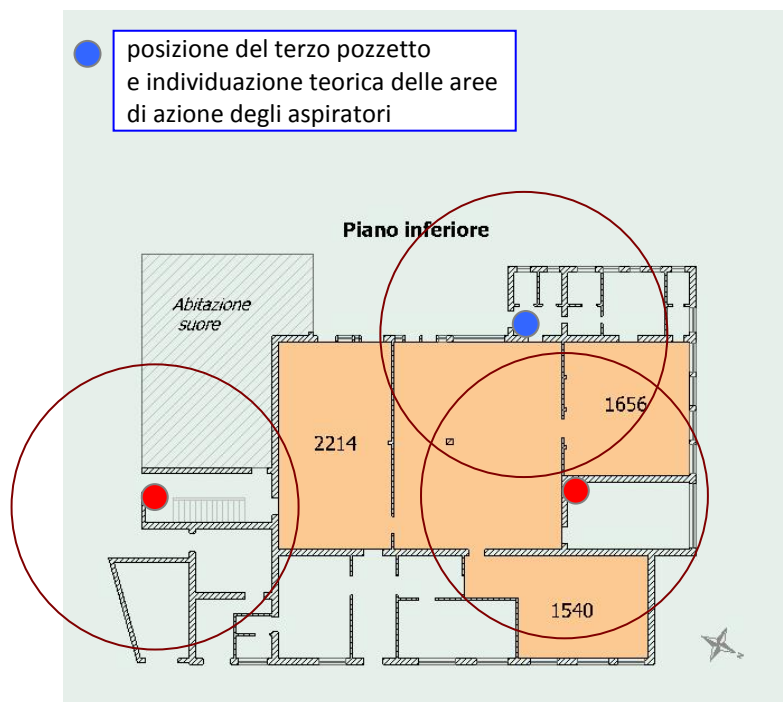 posizione del terzo pozzetto
e individuazione teorica delle aree
di azione degli aspiratori
Piano inferiore
Abitazione
suore
1656
2214
1540
N